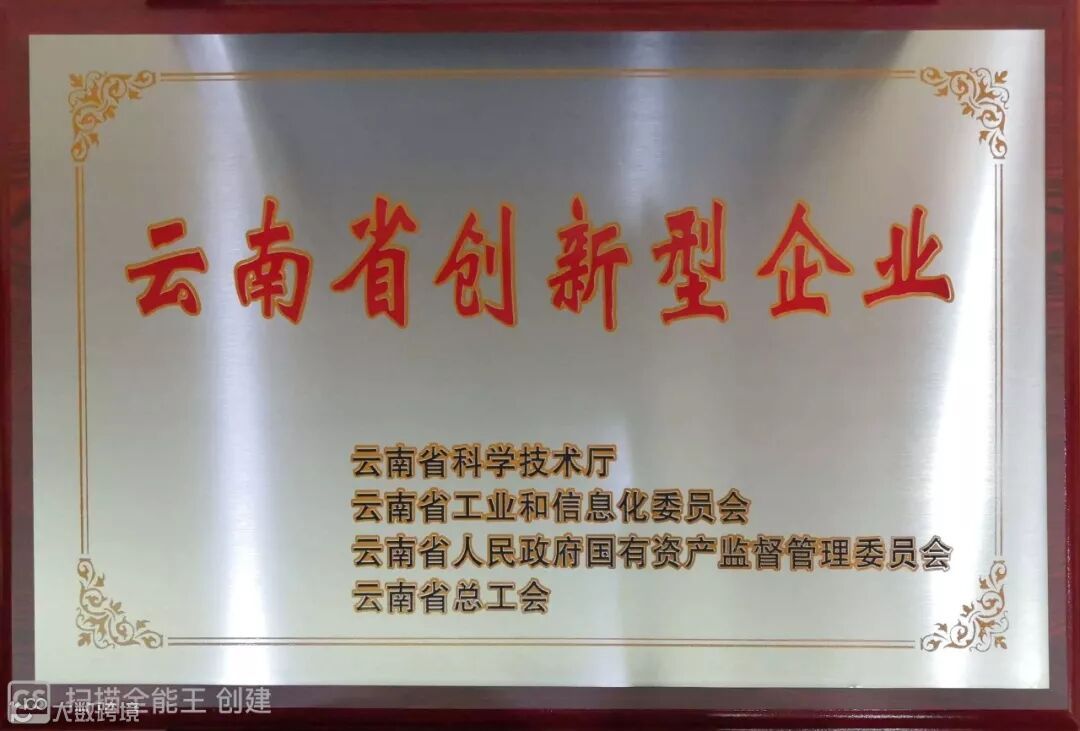 云南省创新型企业
云南省科学技术厅
云南省工业和信息化委员会
云南省人民政府国有资产监督管理委员会
云南省总工会
CS 扫描全能王 创建
大数跨境